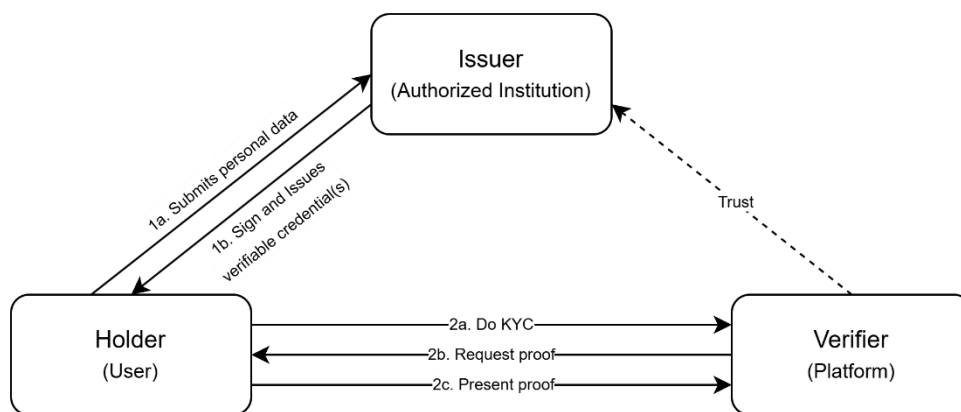 Issuer
(Authorized Institution)
1a. Submits personal data
1b. Sign and Issues
verifiable credential(s)
Trust
Holder
(User)
2a. Do KYC
2b. Request proof
2c. Present proof
Verifier
(Platform)